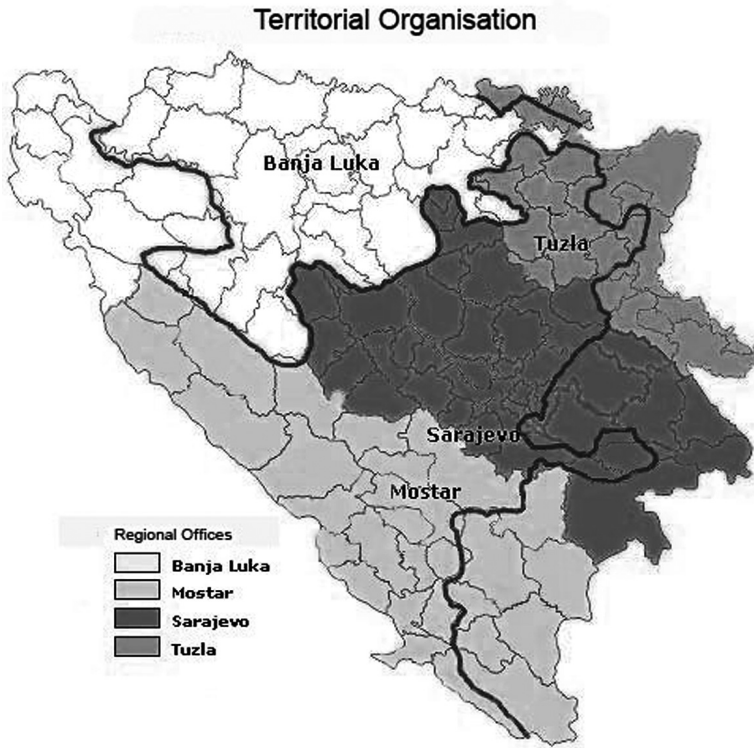 Territorial Organisation
Banja Luka
Tuzla
Sarajevo
Mostar
Regional Offices
Banja Luka
Mostar
Sarajevo
Tuzla